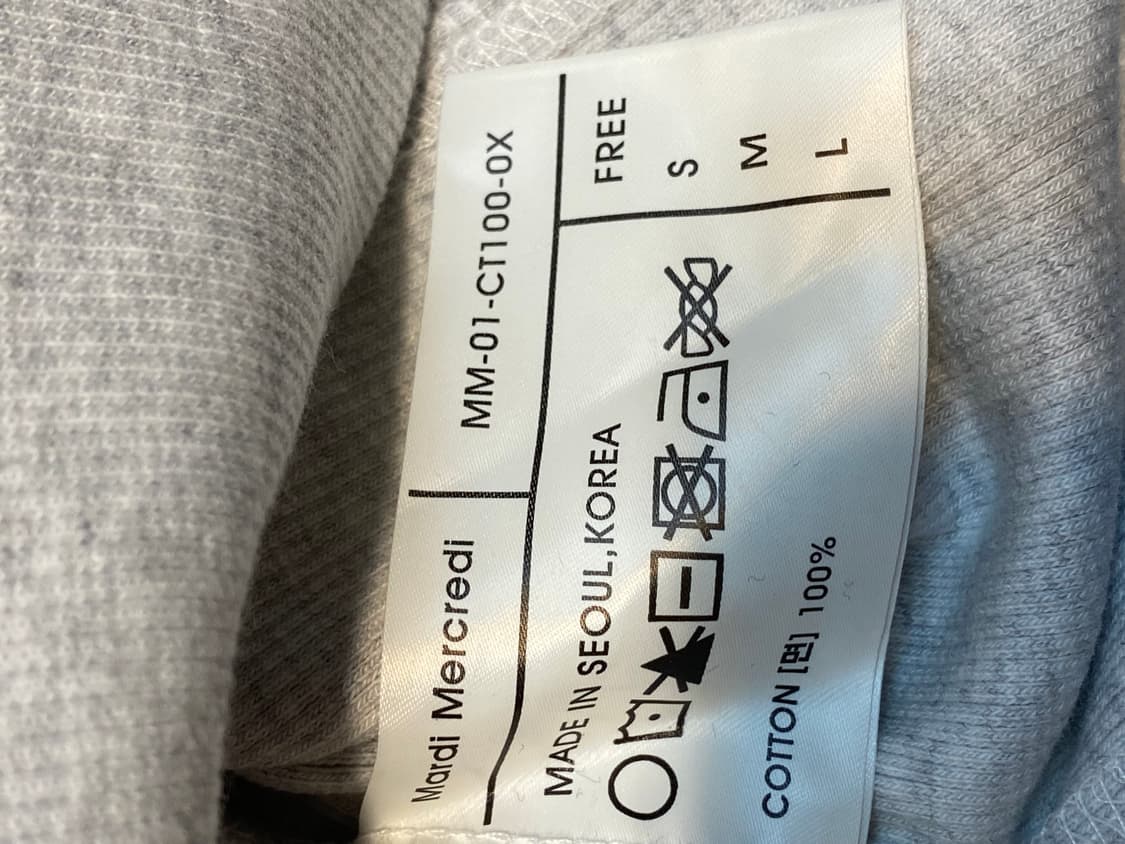 Mardi Mercredi
MM-01-CT100-0X
MADE IN SEOUL,KOREA
COTTON [면] 100%
FREE
S
M
L